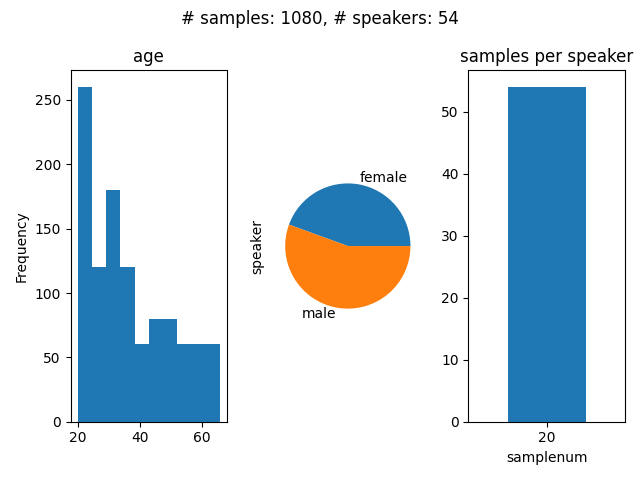 # samples: 1080, # speakers: 54
age
Frequency
250
200
150
100
50
0
20 40 60
speaker
female
male
samples per speaker
50
40
30
20
10
0
20
samplenum